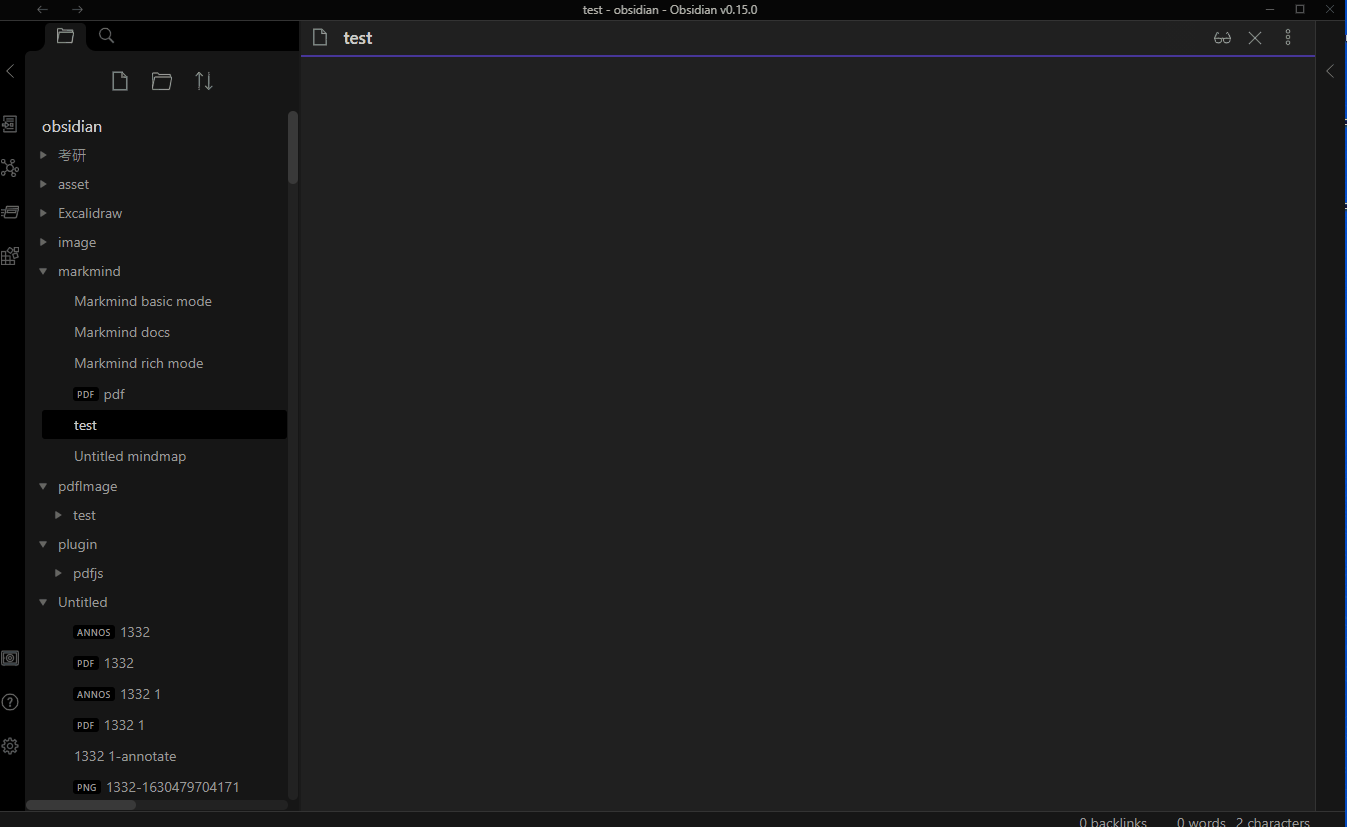 test - obsidian - Obsidian v0.15.0
test
obsidian
考研
asset
Excalidraw
image
markmind
Markmind basic mode
Markmind docs
Markmind rich mode
PDF pdf
test
Untitled mindmap
pdfImage
test
plugin
pdfjs
Untitled
ANNOS 1332
PDF 1332
ANNOS 1332 1
PDF 1332 1
1332 1-annotate
PNG 1332-1630479704171
0 backlinks 0 words 2 characters